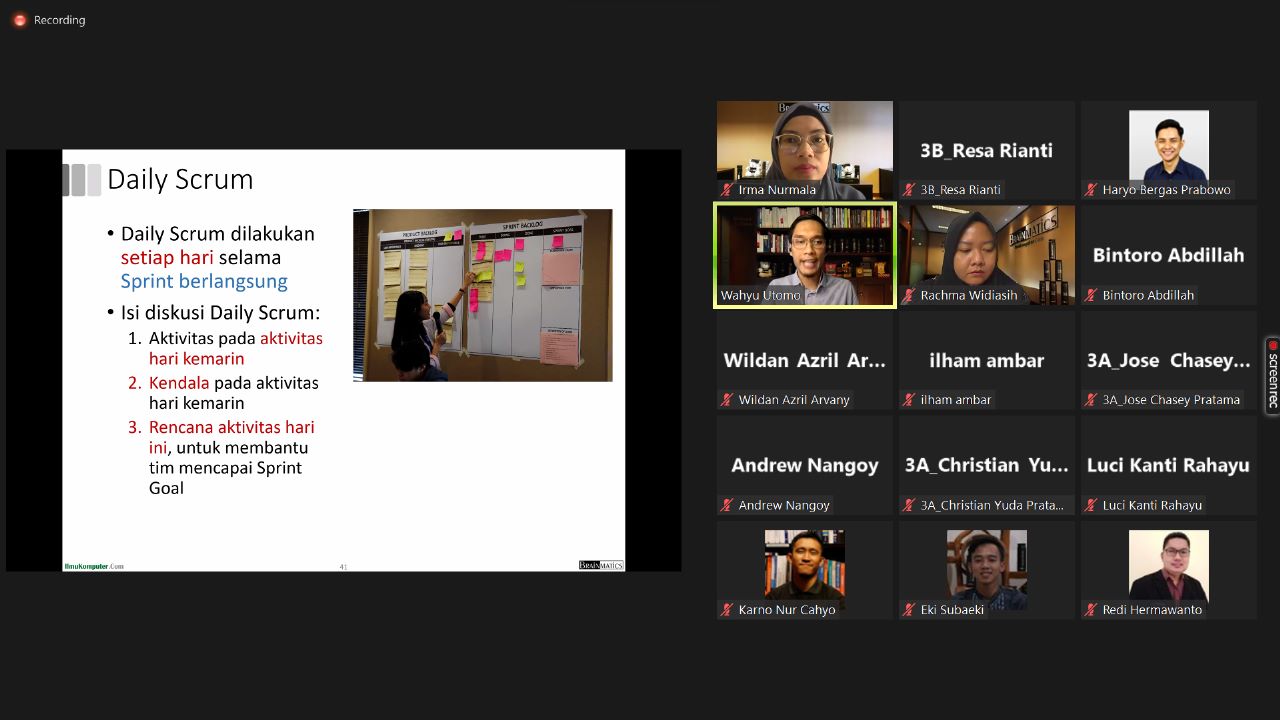 Recording
Daily Scrum
• Daily Scrum dilakukan
setiap hari selama
Sprint berlangsung
• Isi diskusi Daily Scrum:
1. Aktivitas pada aktivitas
hari kemarin
2. Kendala pada aktivitas
hari kemarin
3. Rencana aktivitas hari
ini, untuk membantu
tim mencapai Sprint
Goal
PRODUCT BACKLOG
SPRINT BACKLOG
IlmuKomputer.Com
41
BRAINMATICS
Irma Nurmala
3B_Resa Rianti
3B_Resa Rianti
Haryo Bergas Prabowo
Wahyu Utomo
BRAINMATICS
Rachma Widiasih
Bintoro Abdillah
Bintoro Abdillah
Wildan Azril Ar...
Wildan Azril Arvany
ilham ambar
ilham ambar
3A_Jose Chasey...
3A_Jose Chasey Pratama
Andrew Nangoy
Andrew Nangoy
3A_Christian Yu...
3A_Christian Yuda Prata...
Luci Kanti Rahayu
Luci Kanti Rahayu
Karno Nur Cahyo
Eki Subaeki
Redi Hermawanto
screenrec